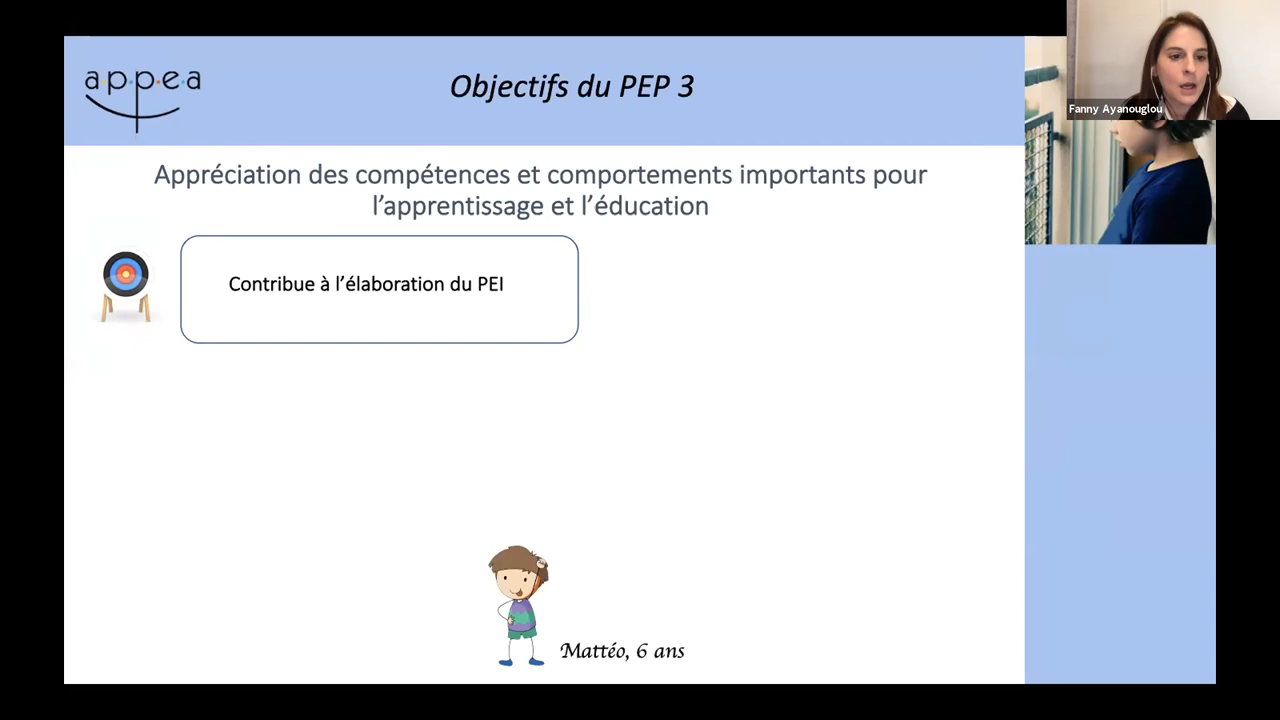 appea
Objectifs du PEP 3
Fanny Ayanouglou
Appréciation des compétences et comportements importants pour
l'apprentissage et l'éducation
Contribue à l'élaboration du PEI
Mattéo, 6 ans